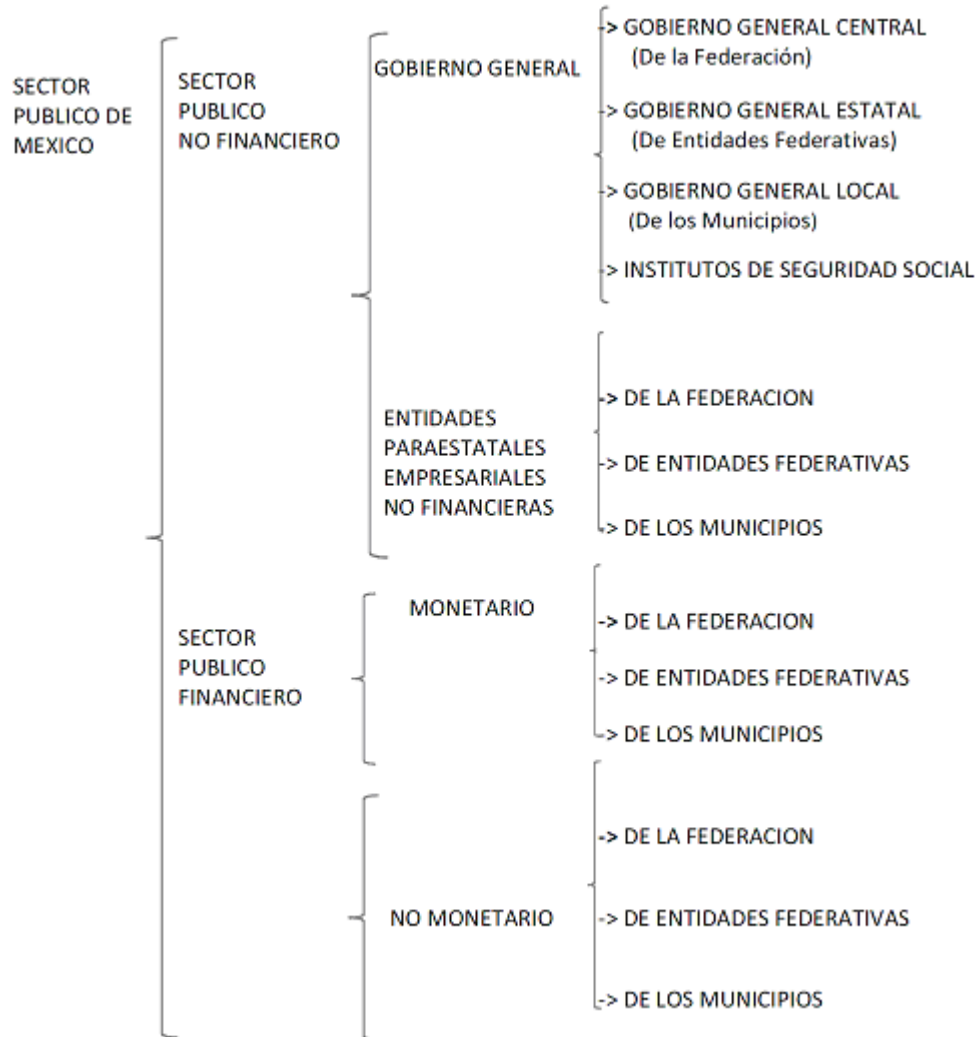 SECTOR
PUBLICO DE
MEXICO
SECTOR
PUBLICO
NO FINANCIERO
GOBIERNO GENERAL
-> GOBIERNO GENERAL CENTRAL
(De la Federación)
-> GOBIERNO GENERAL ESTATAL
(De Entidades Federativas)
-> GOBIERNO GENERAL LOCAL
(De los Municipios)
-> INSTITUTOS DE SEGURIDAD SOCIAL
ENTIDADES
PARAESTATALES
EMPRESARIALES
NO FINANCIERAS
-> DE LA FEDERACION
-> DE ENTIDADES FEDERATIVAS
-> DE LOS MUNICIPIOS
SECTOR
PUBLICO
FINANCIERO
MONETARIO
-> DE LA FEDERACION
-> DE ENTIDADES FEDERATIVAS
-> DE LOS MUNICIPIOS
NO MONETARIO
-> DE LA FEDERACION
-> DE ENTIDADES FEDERATIVAS
-> DE LOS MUNICIPIOS